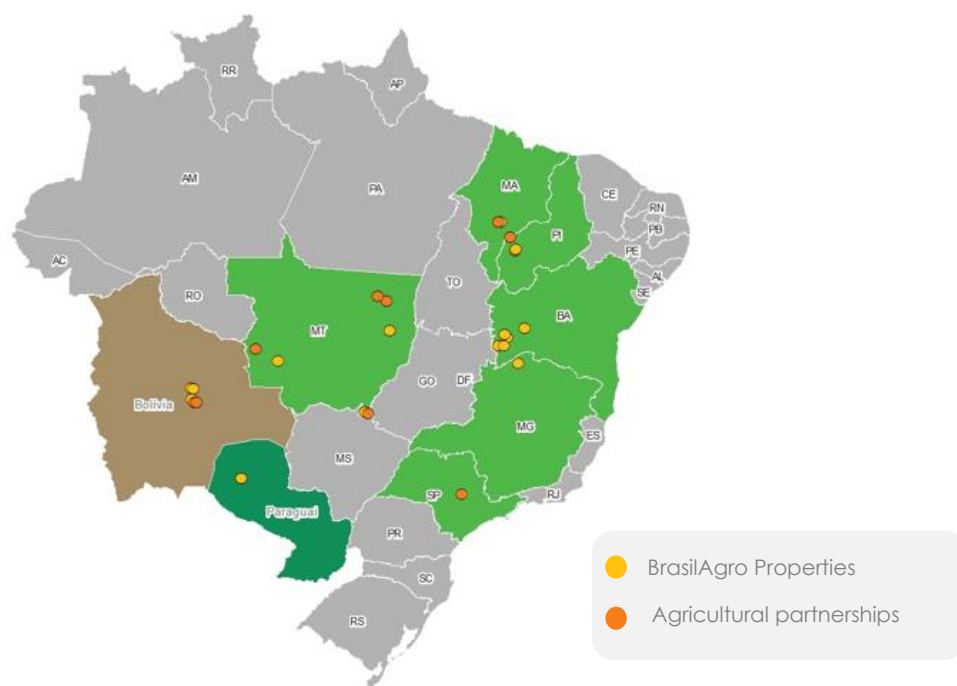 RR
AP
AM
PA
MA
CE
RN
PB
PI
PE
AC
AL
TO
SE
RO
BA
MT
GO
DF
Bolívia
MG
ES
MS
SP
RJ
Paraguai
PR
SC
RS
BrasilAgro Properties
Agricultural partnerships